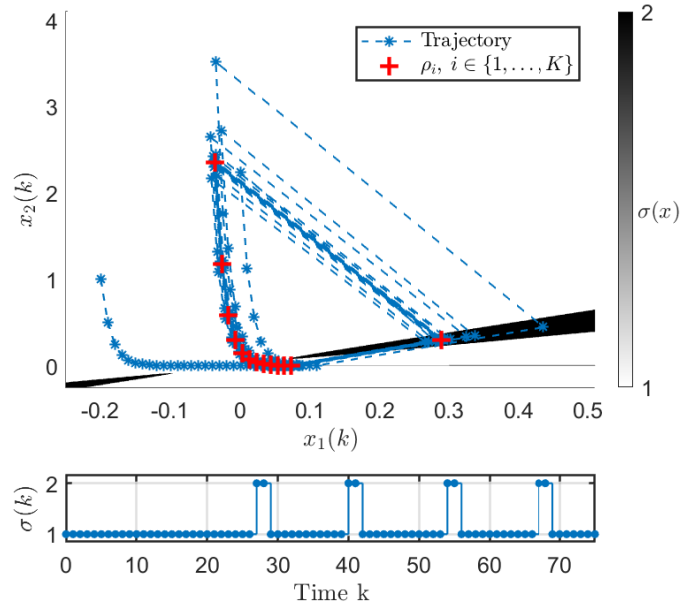 4
3
2
1
0
x₂(k)
Trajectory
ρᵢ, i ∈ {1, . . . , K}
-0.2 -0.1 0 0.1 0.2 0.3 0.4 0.5
x₁(k)
2
σ(x)
1
2
1
σ(k)
0 10 20 30 40 50 60 70
Time k